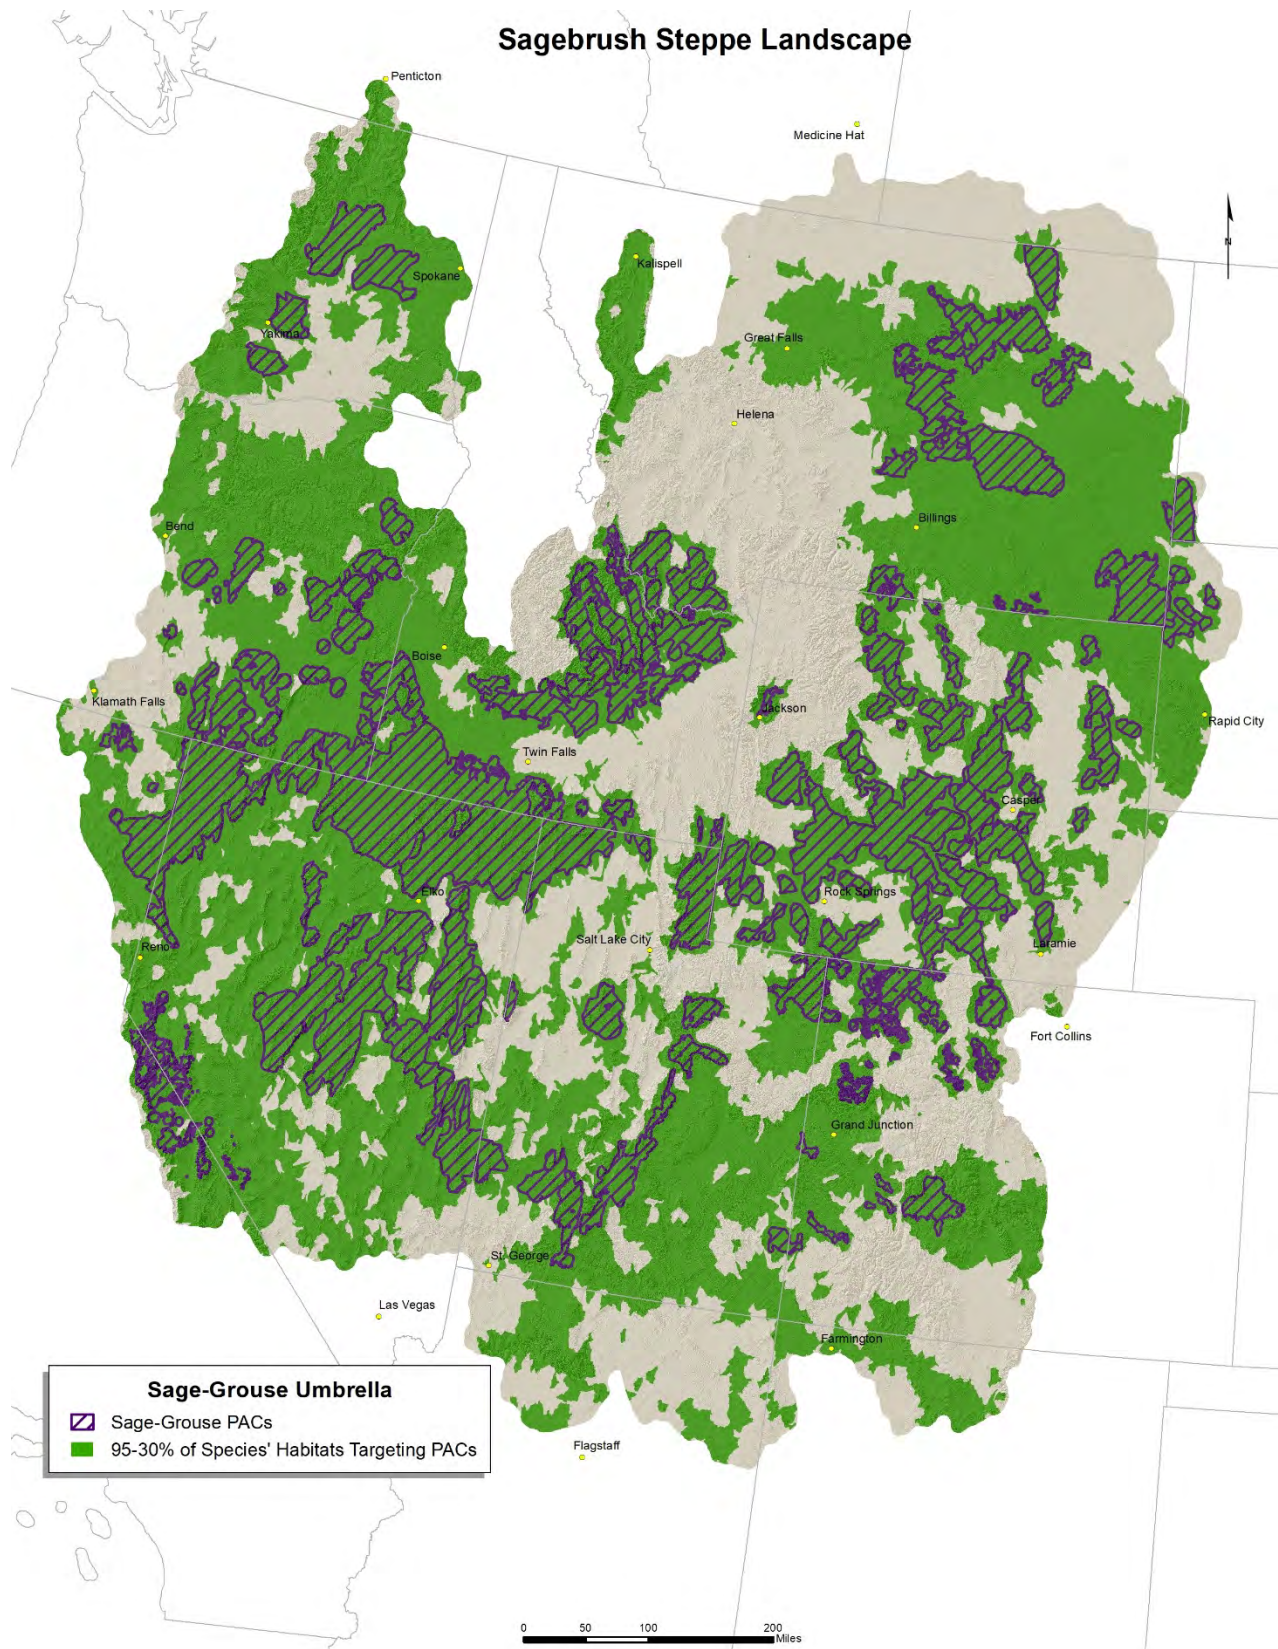 Sagebrush Steppe Landscape
Penticton
Medicine Hat
N
Kalispell
Spokane
Yakima
Great Falls
Helena
Billings
Bend
Boise
Klamath Falls
Jackson
Rapid City
Twin Falls
Casper
Elko
Rock Springs
Salt Lake City
Laramie
Reno
Fort Collins
Grand Junction
St. George
Las Vegas
Farmington
Flagstaff
Sage-Grouse Umbrella
Sage-Grouse PACs
95-30% of Species' Habitats Targeting PACs
0 50 100 200
Miles